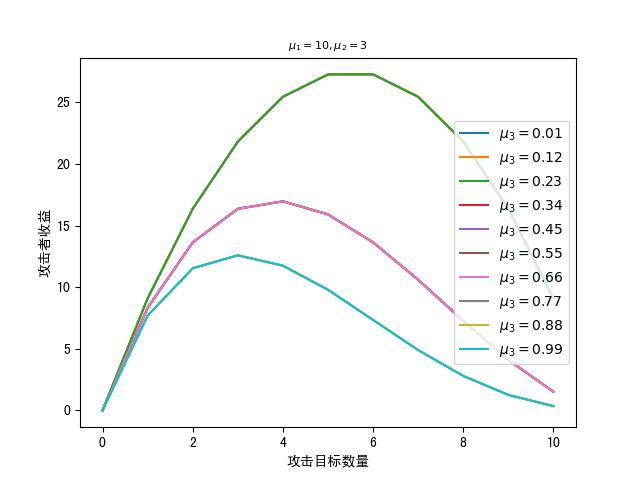 μ₁ = 10, μ₂ = 3
25
20
15
10
5
0
攻击者收益
μ₃ = 0.01
μ₃ = 0.12
μ₃ = 0.23
μ₃ = 0.34
μ₃ = 0.45
μ₃ = 0.55
μ₃ = 0.66
μ₃ = 0.77
μ₃ = 0.88
μ₃ = 0.99
0 2 4 6 8 10
攻击目标数量